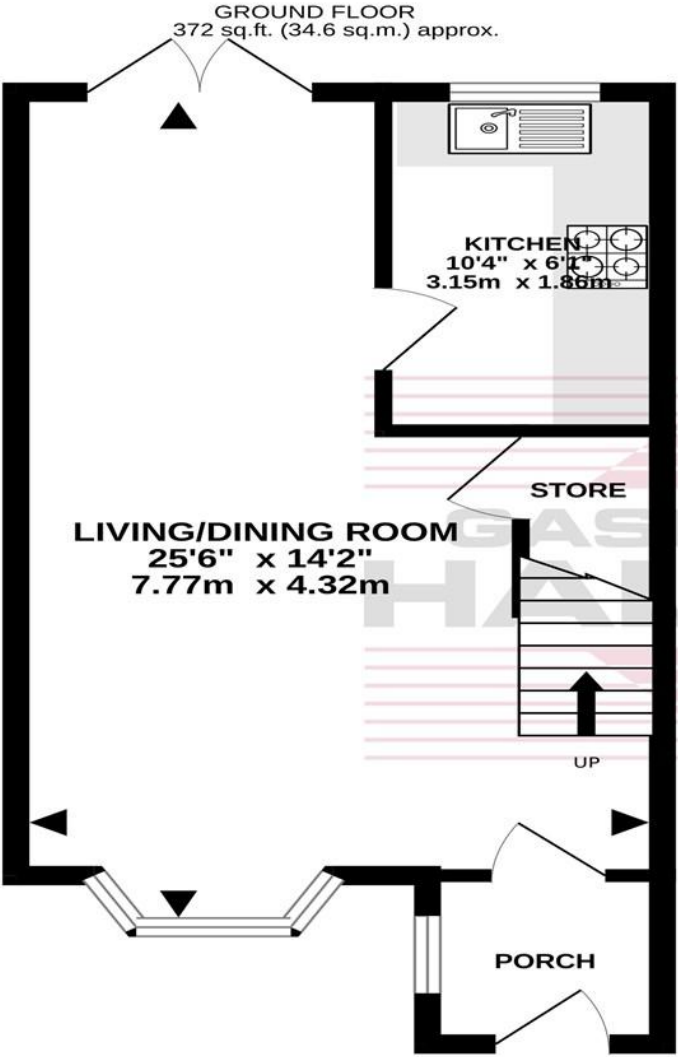 GROUND FLOOR
372 sq.ft. (34.6 sq.m.) approx.
KITCHEN
10'4" x 6'1"
3.15m x 1.86m
STORE
LIVING/DINING ROOM
25'6" x 14'2"
7.77m x 4.32m
UP
PORCH